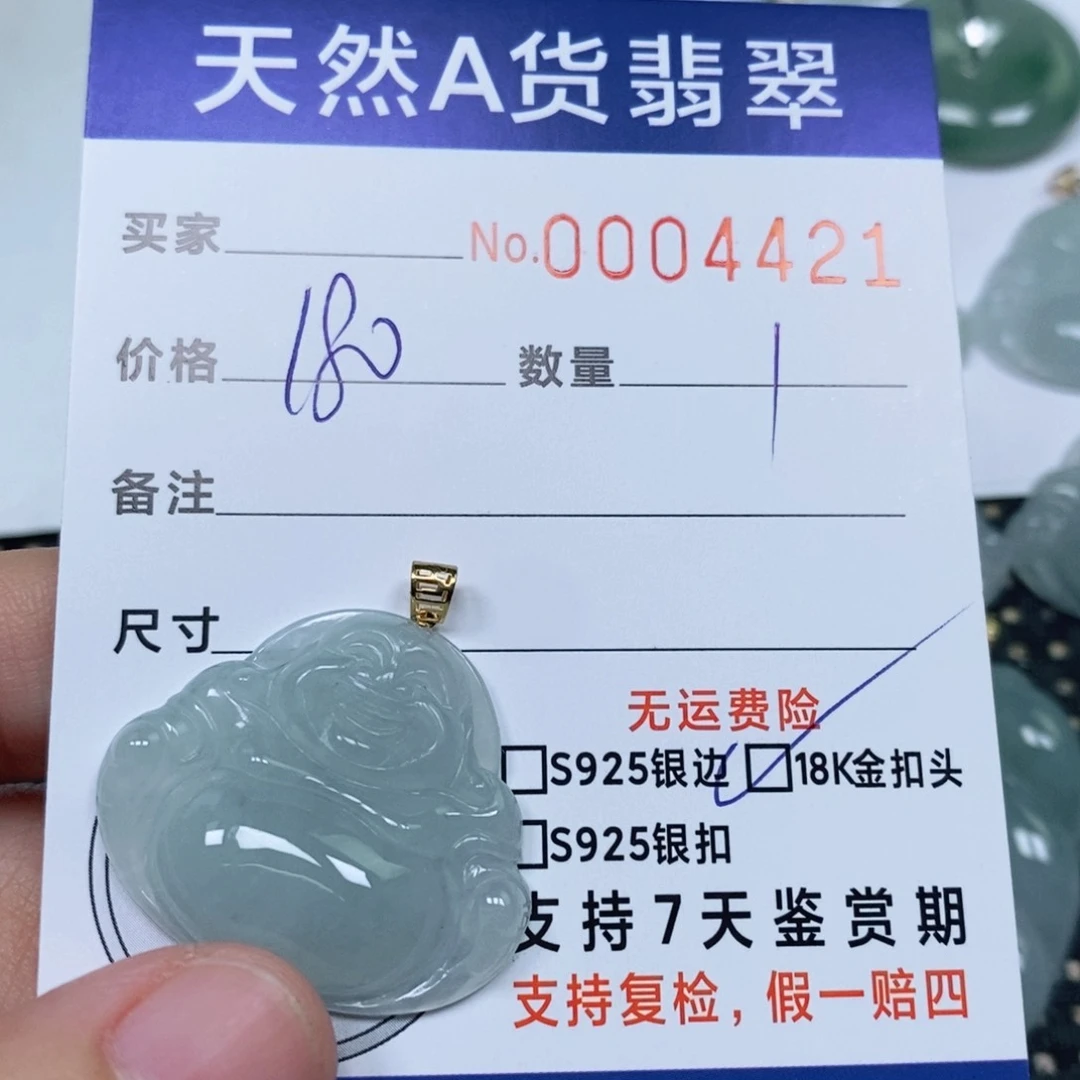 天然A货翡翠
买家 No.0004421
价格 180 数量 1
备注
尺寸
无运费险
S925银边 18K金扣头
S925银扣
支持7天鉴赏期
支持复检,假一赔四